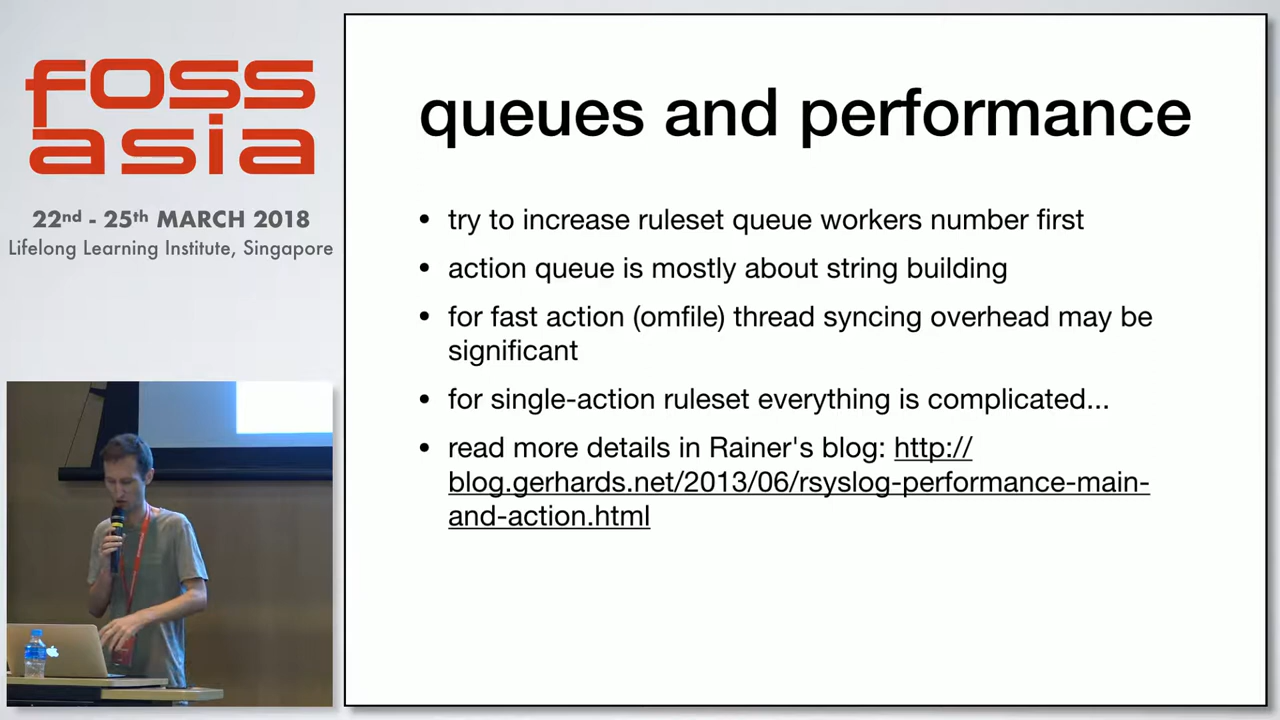 foss
asia
22nd - 25th MARCH 2018
Lifelong Learning Institute, Singapore
queues and performance
• try to increase ruleset queue workers number first
• action queue is mostly about string building
• for fast action (omfile) thread syncing overhead may be
significant
• for single-action ruleset everything is complicated...
• read more details in Rainer's blog: http://
blog.gerhards.net/2013/06/rsyslog-performance-main-
and-action.html